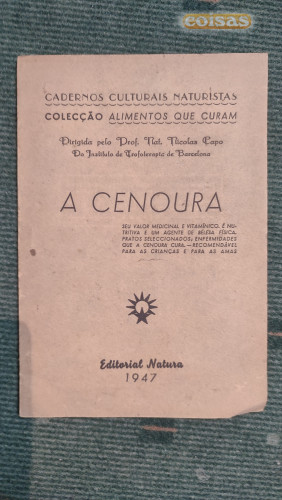 coisas
CADERNOS CULTURAIS NATURISTAS
COLECÇÃO ALIMENTOS QUE CURAM
Dirigida pelo Prof. Nat. Nicolas Capo
Do Instituto de Trofoterapia de Barcelona
A CENOURA
SEU VALOR MEDICINAL E VITAMÍNICO. É NU-
TRITIVA E UM AGENTE DE BELEZA FÍSICA.
PRATOS SELECCIONADOS; ENFERMIDADES
QUE A CENOURA CURA. — RECOMENDÁVEL
PARA AS CRIANÇAS E PARA AS AMAS
Editorial Natura
1947